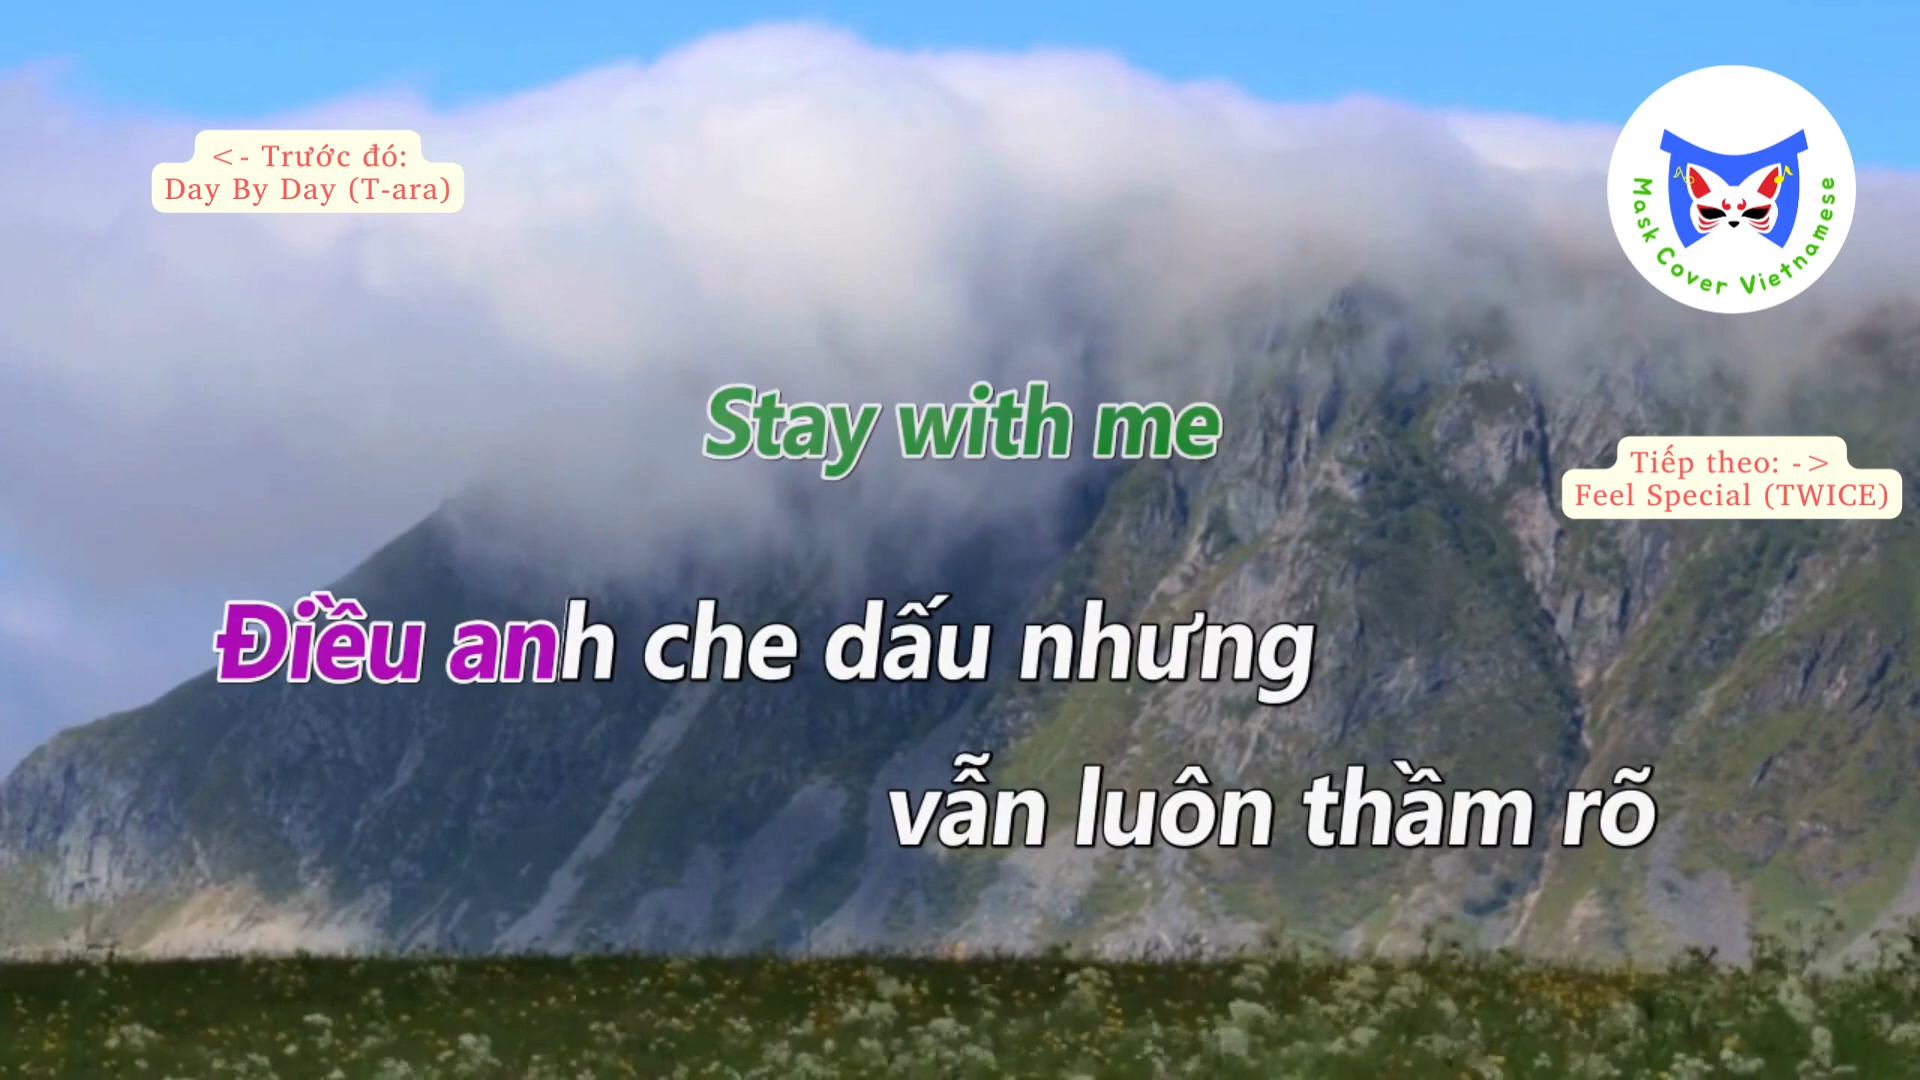 <- Trước đó:
Day By Day (T-ara)
Mask Cover Vietnamese
Stay with me
Tiếp theo: ->
Feel Special (TWICE)
Điều anh che dấu nhưng
vẫn luôn thầm rõ